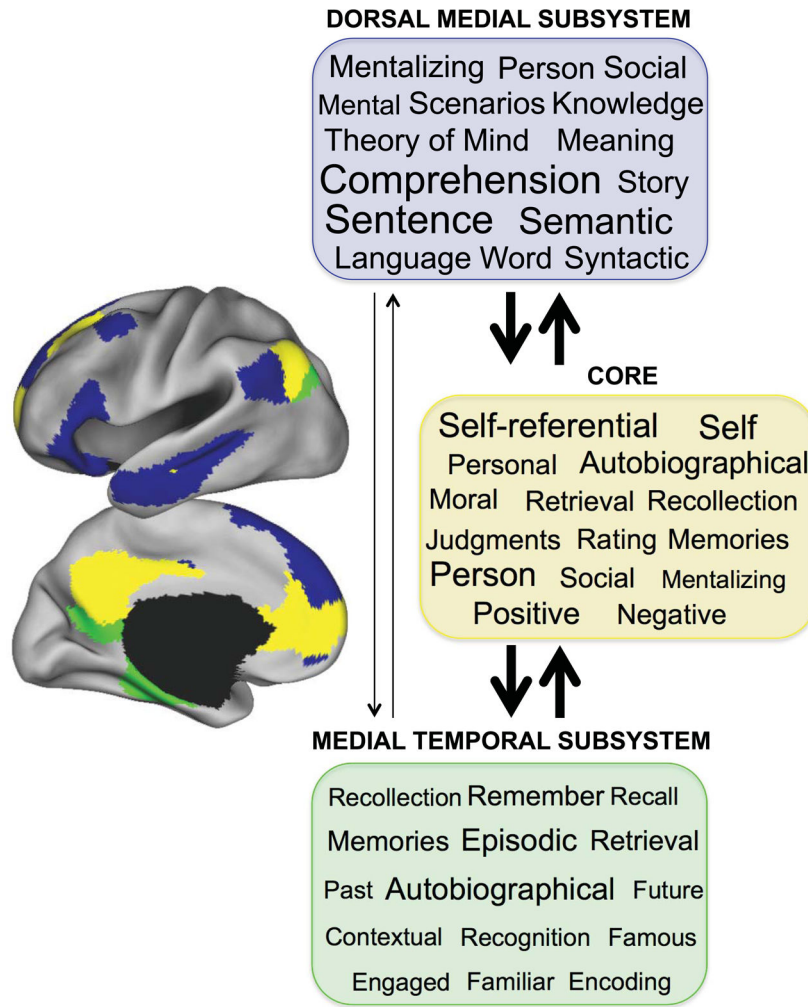 DORSAL MEDIAL SUBSYSTEM
Mentalizing Person Social
Mental Scenarios Knowledge
Theory of Mind Meaning
Comprehension Story
Sentence Semantic
Language Word Syntactic
CORE
Self-referential Self
Personal Autobiographical
Moral Retrieval Recollection
Judgments Rating Memories
Person Social Mentalizing
Positive Negative
MEDIAL TEMPORAL SUBSYSTEM
Recollection Remember Recall
Memories Episodic Retrieval
Past Autobiographical Future
Contextual Recognition Famous
Engaged Familiar Encoding